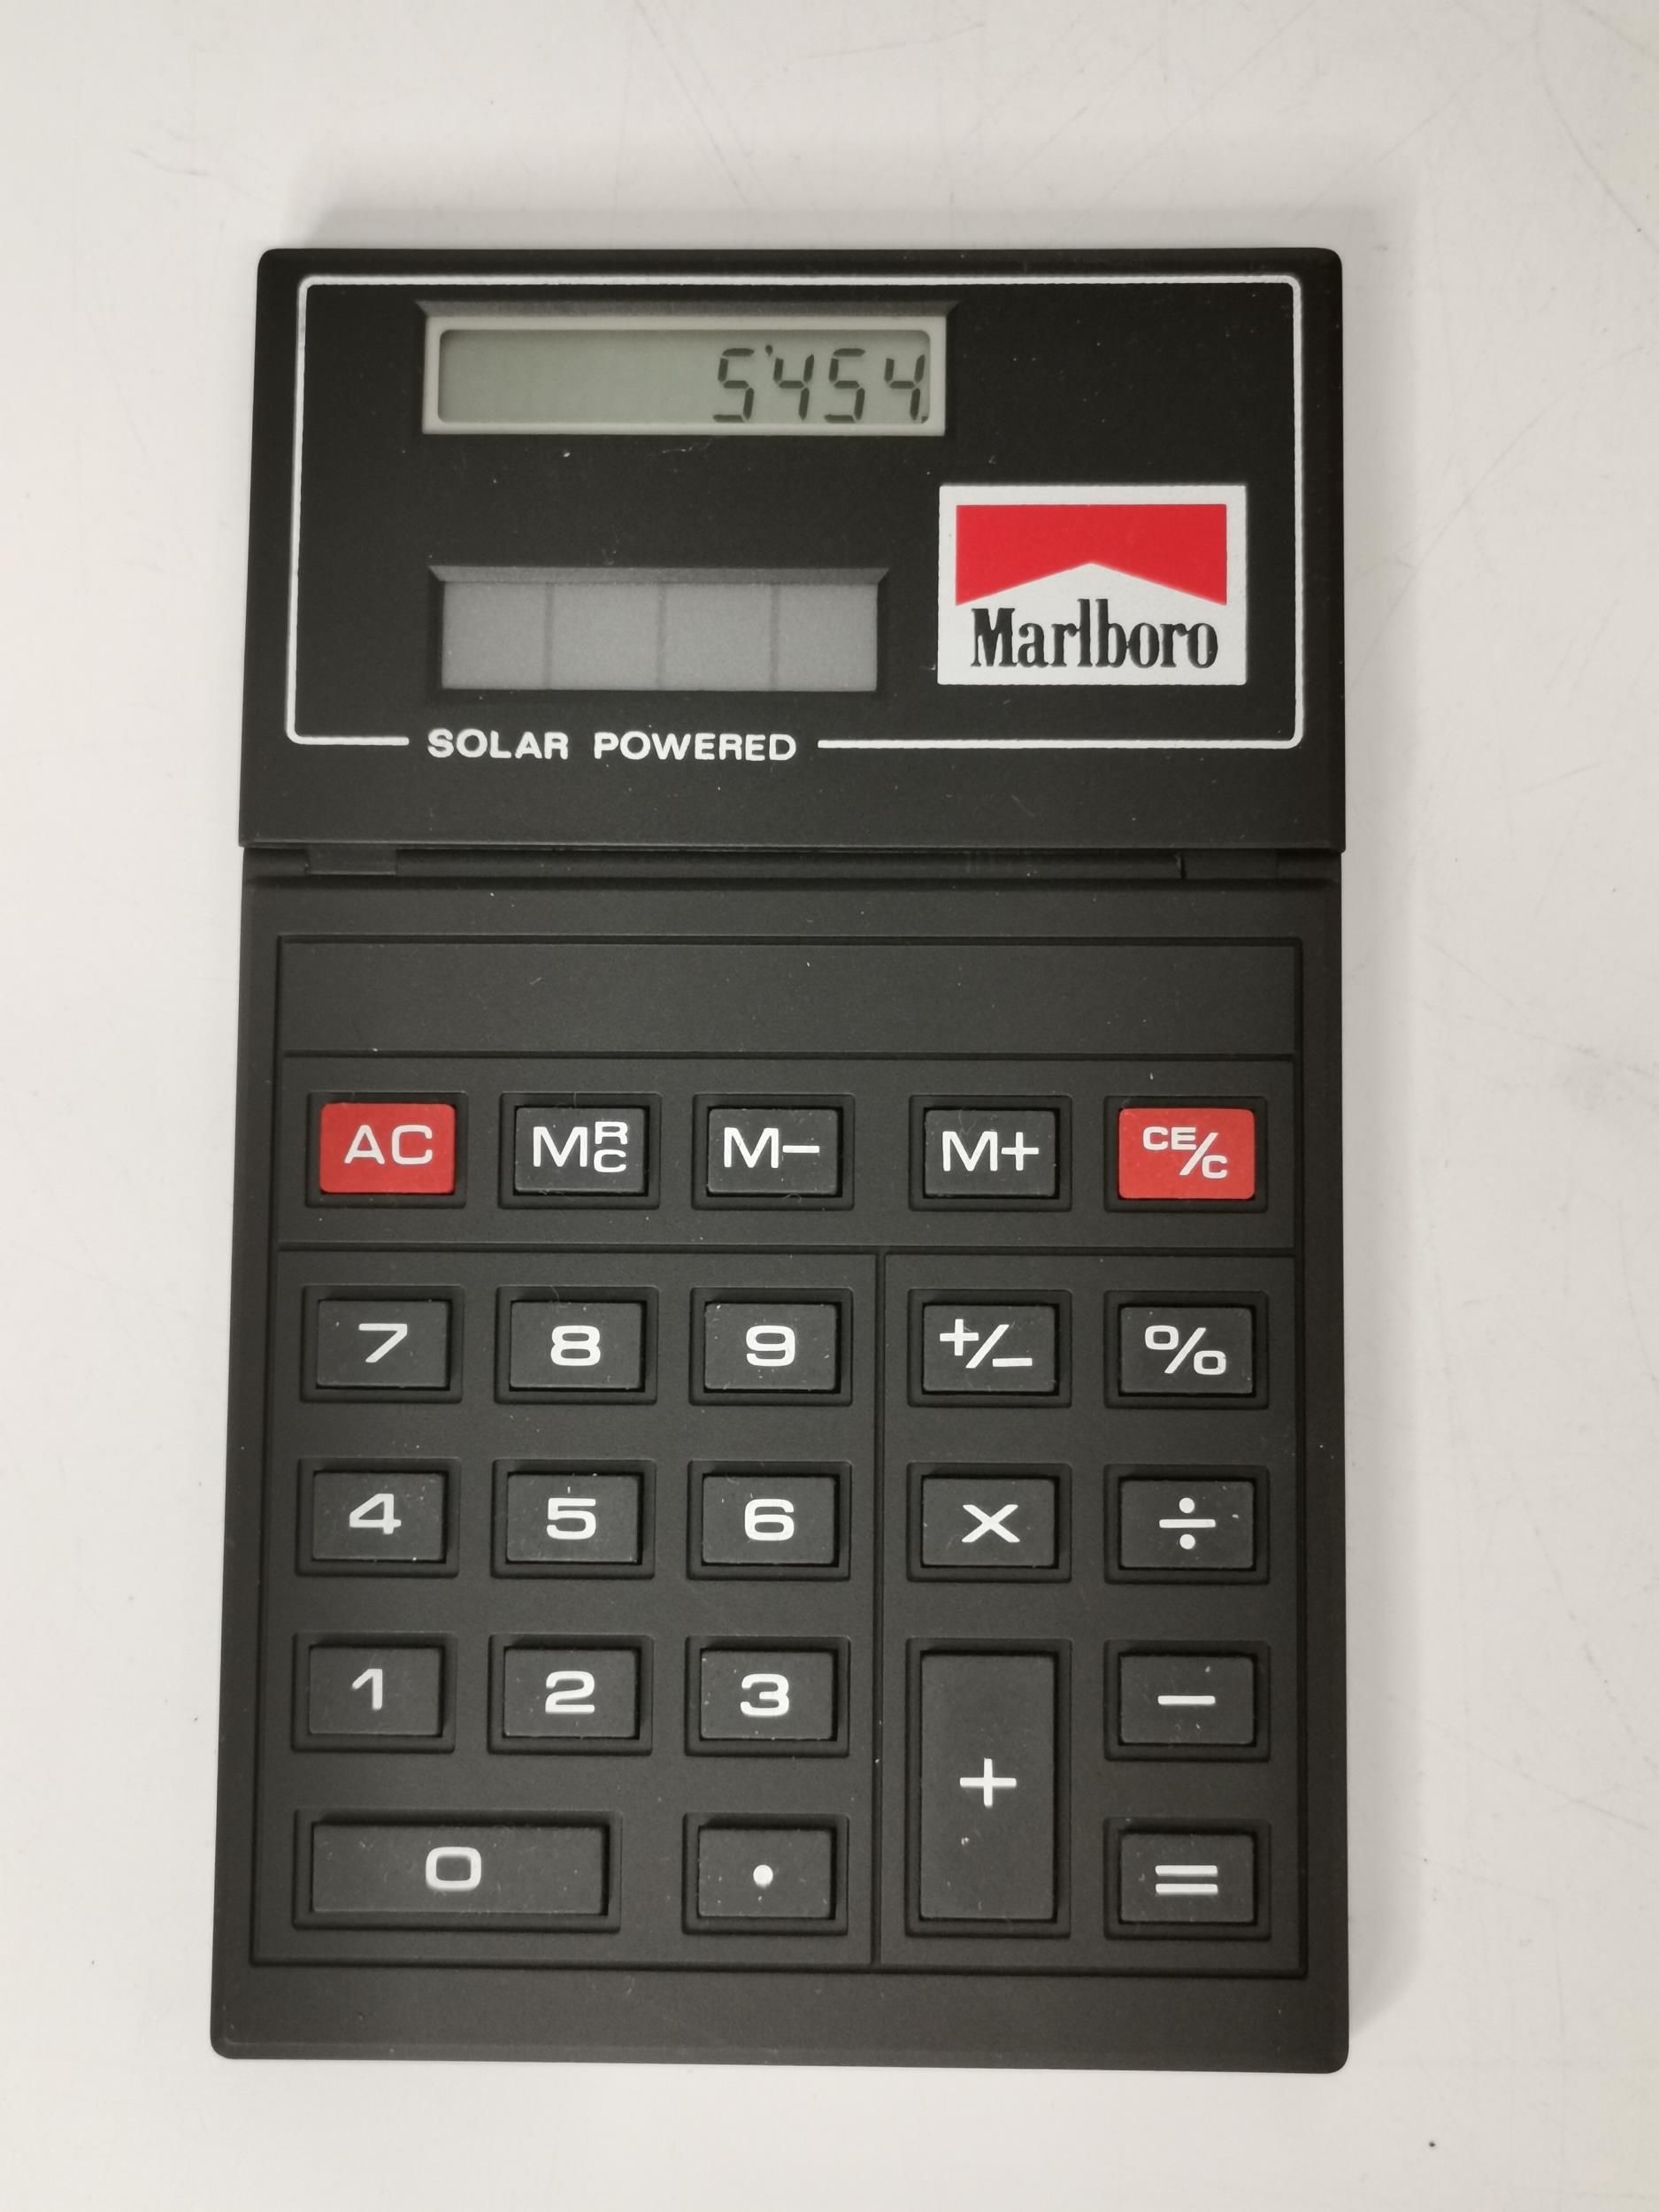 5'454.
Marlboro
SOLAR POWERED
AC MRC M− M+ CE/C
7 8 9 +/− %
4 5 6 × ÷
1 2 3 −
+
0 . =